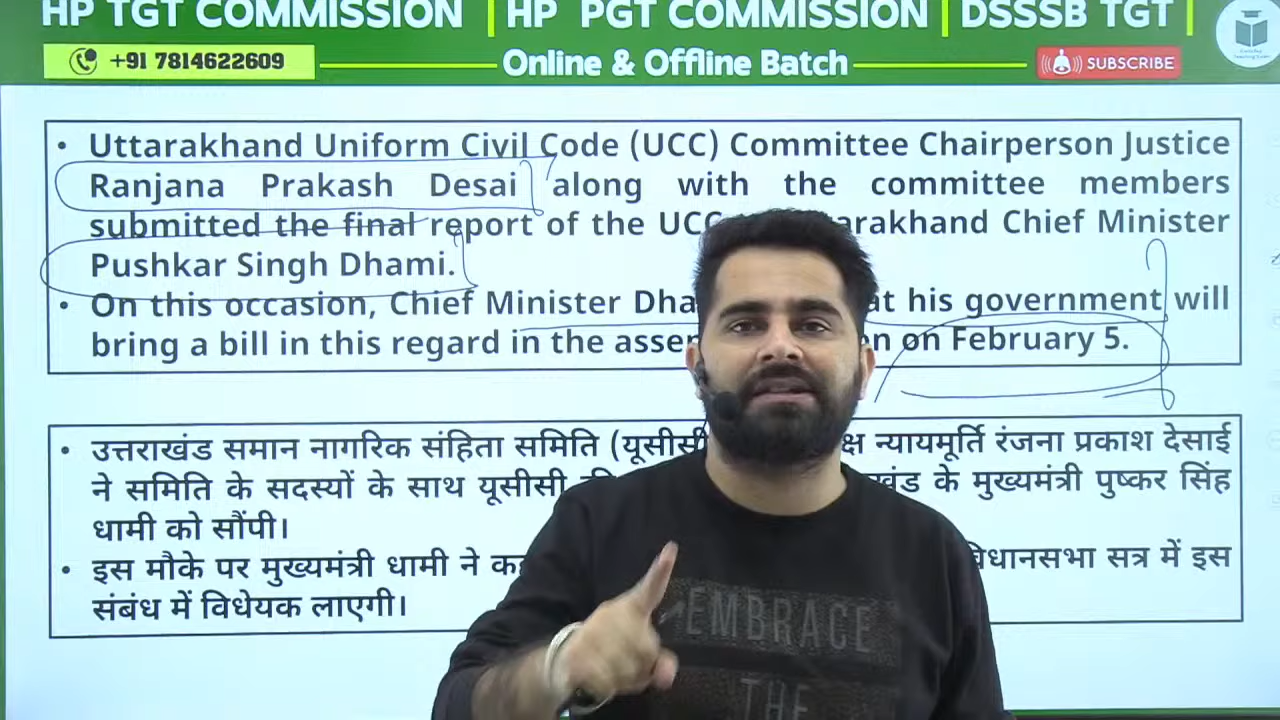 HP TGT COMMISSION | HP PGT COMMISSION | DSSSB TGT |
+91 7814622609 Online & Offline Batch SUBSCRIBE
• Uttarakhand Uniform Civil Code (UCC) Committee Chairperson Justice
Ranjana Prakash Desai along with the committee members
submitted the final report of the UCC Chief Minister
Pushkar Singh Dhami.
• On this occasion, Chief Minister at his government will
bring a bill in this regard in the on February 5.
• उत्तराखंड समान नागरिक संहिता समिति (यूसीसी न्यायमूर्ति रंजना प्रकाश देसाई
ने समिति के सदस्यों के साथ यूसीसी के मुख्यमंत्री पुष्कर सिंह
धामी को सौंपी।
• इस मौके पर मुख्यमंत्री धामी ने सत्र में इस
संबंध में विधेयक लाएगी।
EMBRACE
THE